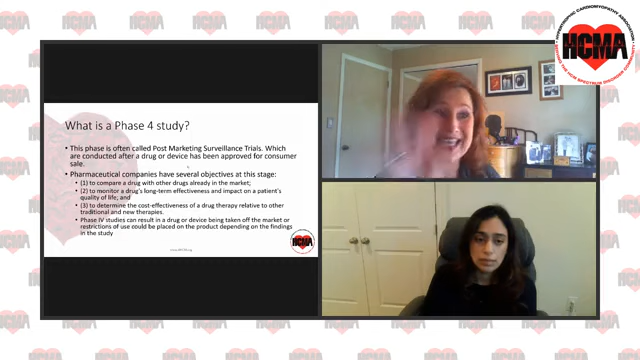 HYPERTROPHIC CARDIOMYOPATHY ASSOCIATION
HCMA
What is a Phase 4 study?
• This phase is often called Post Marketing Surveillance Trials. Which
are conducted after a drug or device has been approved for consumer
sale.
• Pharmaceutical companies have several objectives at this stage:
• (1) to compare a drug with other drugs already in the market;
• (2) to monitor a drug's long-term effectiveness and impact on a patient's
quality of life; and
• (3) to determine the cost-effectiveness of a drug therapy relative to other
traditional and new therapies.
• Phase IV studies can result in a drug or device being taken off the market or
restrictions of use could be placed on the product depending on the findings
in the study
HCMA